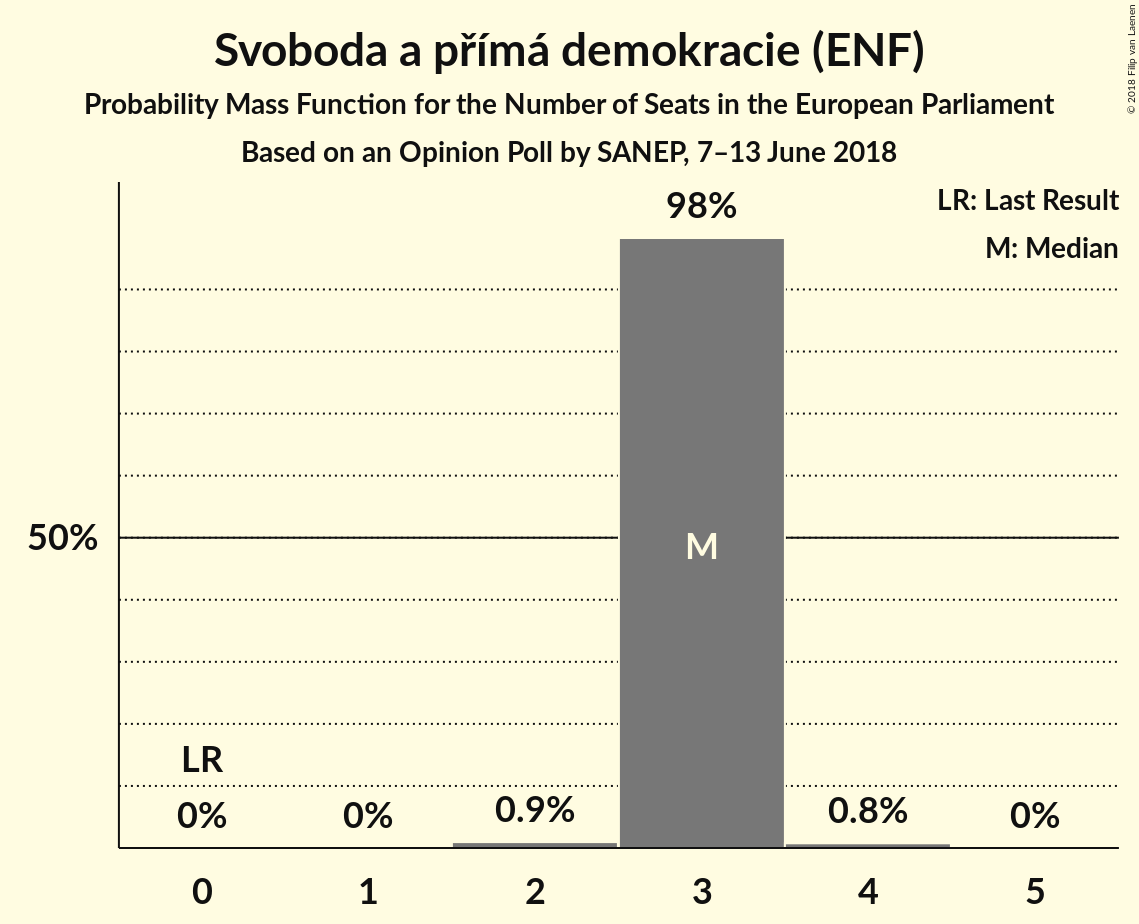 Svoboda a přímá demokracie (ENF)
Probability Mass Function for the Number of Seats in the European Parliament
Based on an Opinion Poll by SANEP, 7–13 June 2018
© 2018 Filip van Laenen
LR: Last Result
M: Median
98%
50%
M
LR
0%
0%
0.9%
0.8%
0%
0
1
2
3
4
5